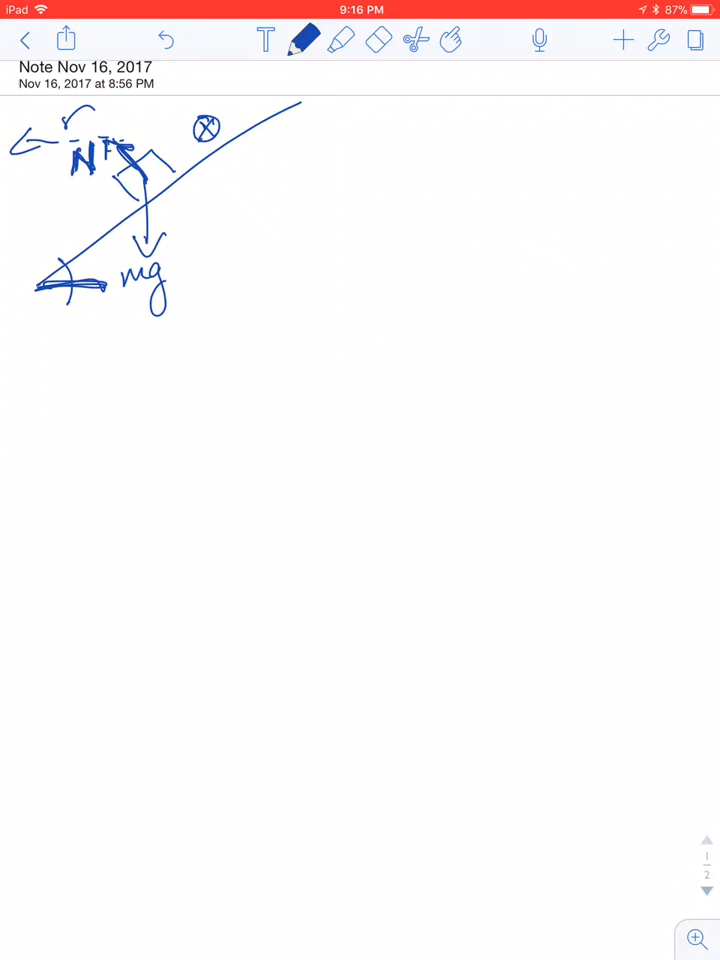 iPad 9:16 PM 87%
T
Note Nov 16, 2017
Nov 16, 2017 at 8:56 PM
r
N
mg
1
2